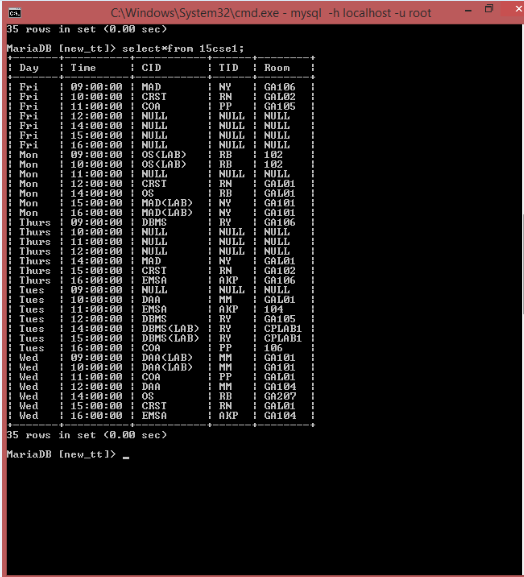 C:\Windows\System32\cmd.exe - mysql -h localhost -u root
35 rows in set (0.00 sec)
MariaDB [new_tt]> select*from 15cse1;
+-------+----------+-----------+------+--------+
| Day | Time | CID | TID | Room |
+-------+----------+-----------+------+--------+
| Fri | 09:00:00 | MAD | NY | GA106 |
| Fri | 10:00:00 | CRST | RN | GAL02 |
| Fri | 11:00:00 | COA | PP | GA105 |
| Fri | 12:00:00 | NULL | NULL | NULL |
| Fri | 14:00:00 | NULL | NULL | NULL |
| Fri | 15:00:00 | NULL | NULL | NULL |
| Fri | 16:00:00 | NULL | NULL | NULL |
| Mon | 09:00:00 | OS(LAB) | RB | 102 |
| Mon | 10:00:00 | OS(LAB) | RB | 102 |
| Mon | 11:00:00 | NULL | NULL | NULL |
| Mon | 12:00:00 | CRST | RN | GAL01 |
| Mon | 14:00:00 | OS | RB | GAL01 |
| Mon | 15:00:00 | MAD(LAB) | NY | GA101 |
| Mon | 16:00:00 | MAD(LAB) | NY | GA101 |
| Thurs | 09:00:00 | DBMS | RY | GA106 |
| Thurs | 10:00:00 | NULL | NULL | NULL |
| Thurs | 11:00:00 | NULL | NULL | NULL |
| Thurs | 12:00:00 | NULL | NULL | NULL |
| Thurs | 14:00:00 | MAD | NY | GAL01 |
| Thurs | 15:00:00 | CRST | RN | GA102 |
| Thurs | 16:00:00 | EMSA | AKP | GA106 |
| Tues | 09:00:00 | NULL | NULL | NULL |
| Tues | 10:00:00 | DAA | MM | GAL01 |
| Tues | 11:00:00 | EMSA | AKP | 104 |
| Tues | 12:00:00 | DBMS | RY | GA105 |
| Tues | 14:00:00 | DBMS(LAB) | RY | CPLAB1 |
| Tues | 15:00:00 | DBMS(LAB) | RY | CPLAB1 |
| Tues | 16:00:00 | COA | PP | 106 |
| Wed | 09:00:00 | DAA(LAB) | MM | GA101 |
| Wed | 10:00:00 | DAA(LAB) | MM | GA101 |
| Wed | 11:00:00 | COA | PP | GAL01 |
| Wed | 12:00:00 | DAA | MM | GA104 |
| Wed | 14:00:00 | OS | RB | GA207 |
| Wed | 15:00:00 | CRST | RN | GAL01 |
| Wed | 16:00:00 | EMSA | AKP | GA104 |
+-------+----------+-----------+------+--------+
35 rows in set (0.00 sec)
MariaDB [new_tt]> _